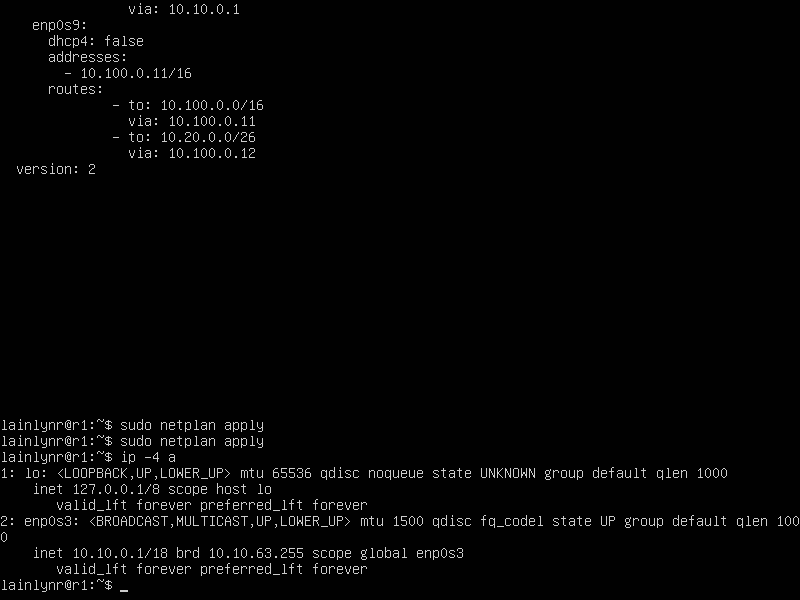 via: 10.10.0.1
    enp0s9:
      dhcp4: false
      addresses:
        - 10.100.0.11/16
      routes:
              - to: 10.100.0.0/16
                via: 10.100.0.11
              - to: 10.20.0.0/26
                via: 10.100.0.12
  version: 2
lainlynr@r1:~$ sudo netplan apply
lainlynr@r1:~$ sudo netplan apply
lainlynr@r1:~$ ip -4 a
1: lo: <LOOPBACK,UP,LOWER_UP> mtu 65536 qdisc noqueue state UNKNOWN group default qlen 1000
    inet 127.0.0.1/8 scope host lo
       valid_lft forever preferred_lft forever
2: enp0s3: <BROADCAST,MULTICAST,UP,LOWER_UP> mtu 1500 qdisc fq_codel state UP group default qlen 100
0
    inet 10.10.0.1/18 brd 10.10.63.255 scope global enp0s3
       valid_lft forever preferred_lft forever
lainlynr@r1:~$ _